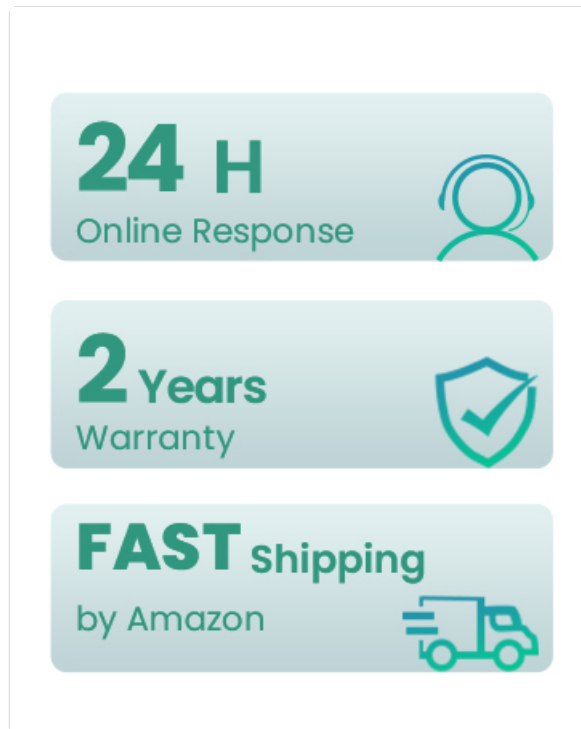 24 H
Online Response
2 Years
Warranty
FAST Shipping
by Amazon